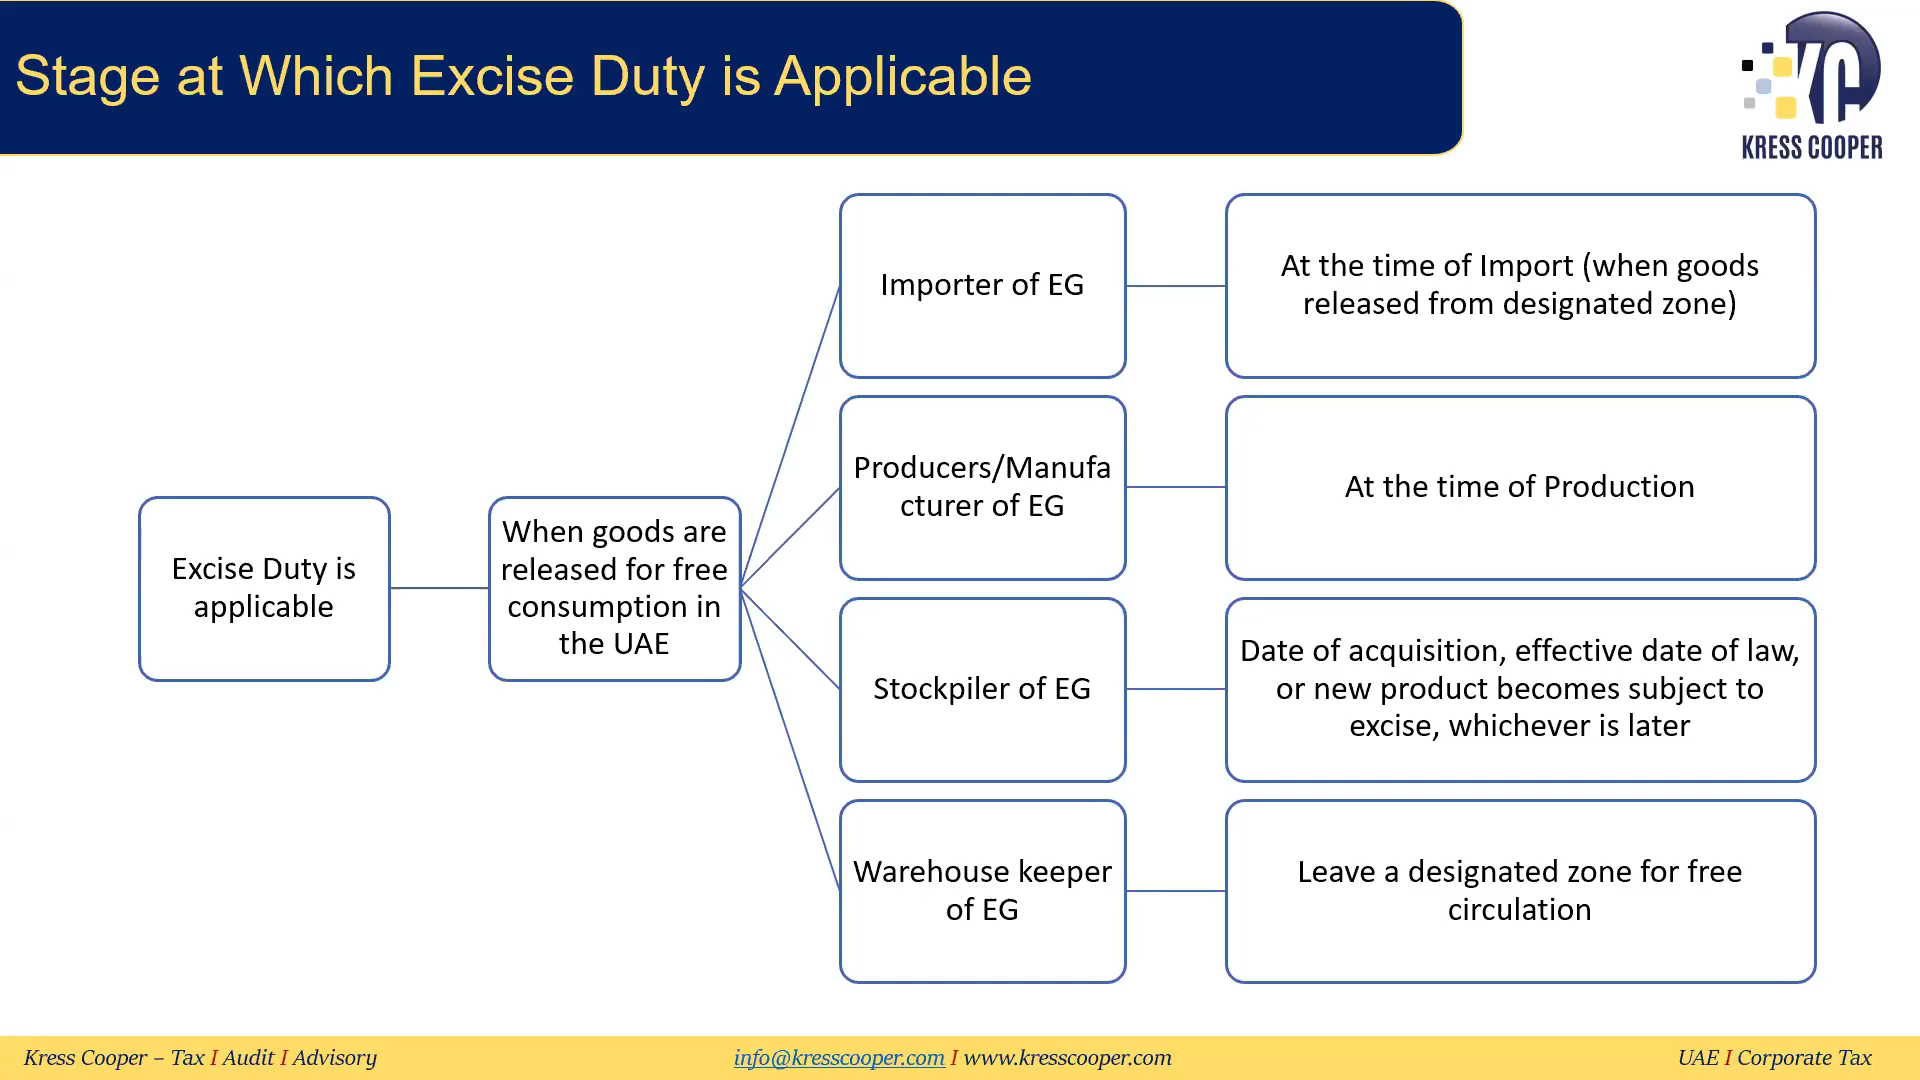 Stage at Which Excise Duty is Applicable
KC
KRESS COOPER
Excise Duty is
applicable
When goods are
released for free
consumption in
the UAE
Importer of EG
At the time of Import (when goods
released from designated zone)
Producers/Manufa
cturer of EG
At the time of Production
Stockpiler of EG
Date of acquisition, effective date of law,
or new product becomes subject to
excise, whichever is later
Warehouse keeper
of EG
Leave a designated zone for free
circulation
Kress Cooper – Tax I Audit I Advisory
info@kresscooper.com I www.kresscooper.com
UAE I Corporate Tax